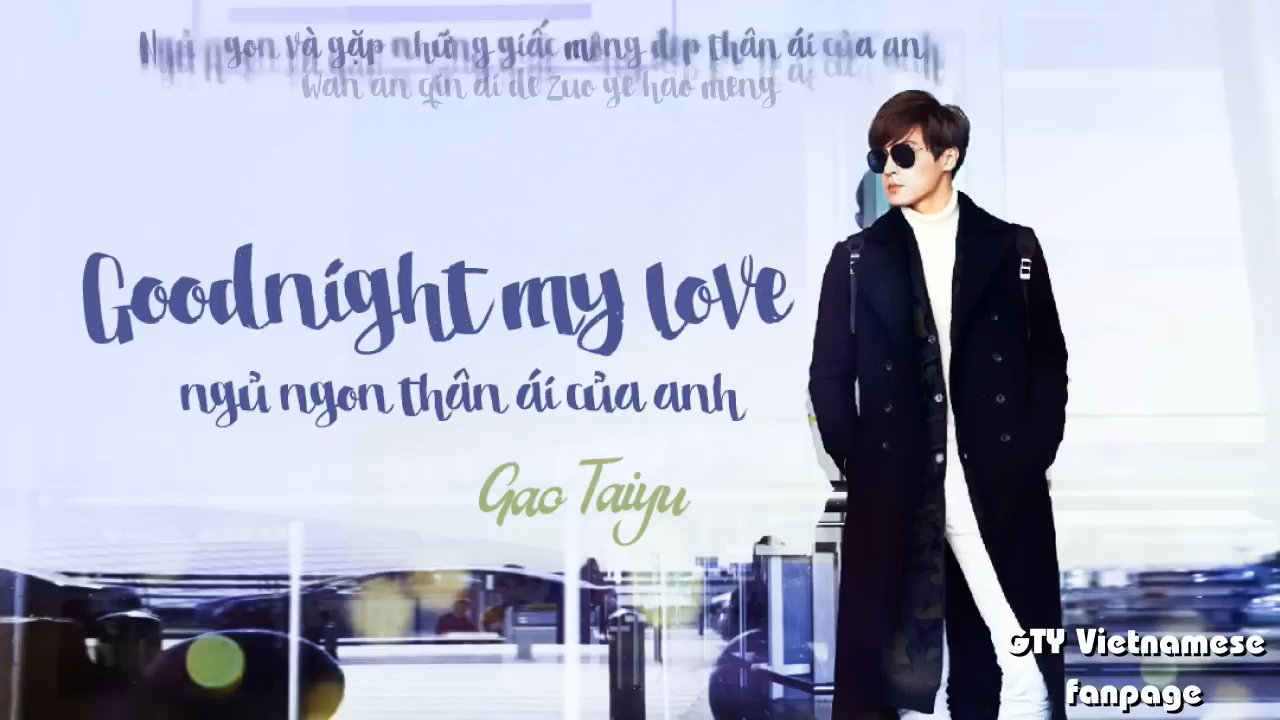 Ngủ ngon và gặp những giấc mộng đẹp thân ái của anh
Wan an qin ai de zuo ge hao meng
Goodnight my love
ngủ ngon thân ái của anh
Gao Taiyu
GTY Vietnamese
fanpage